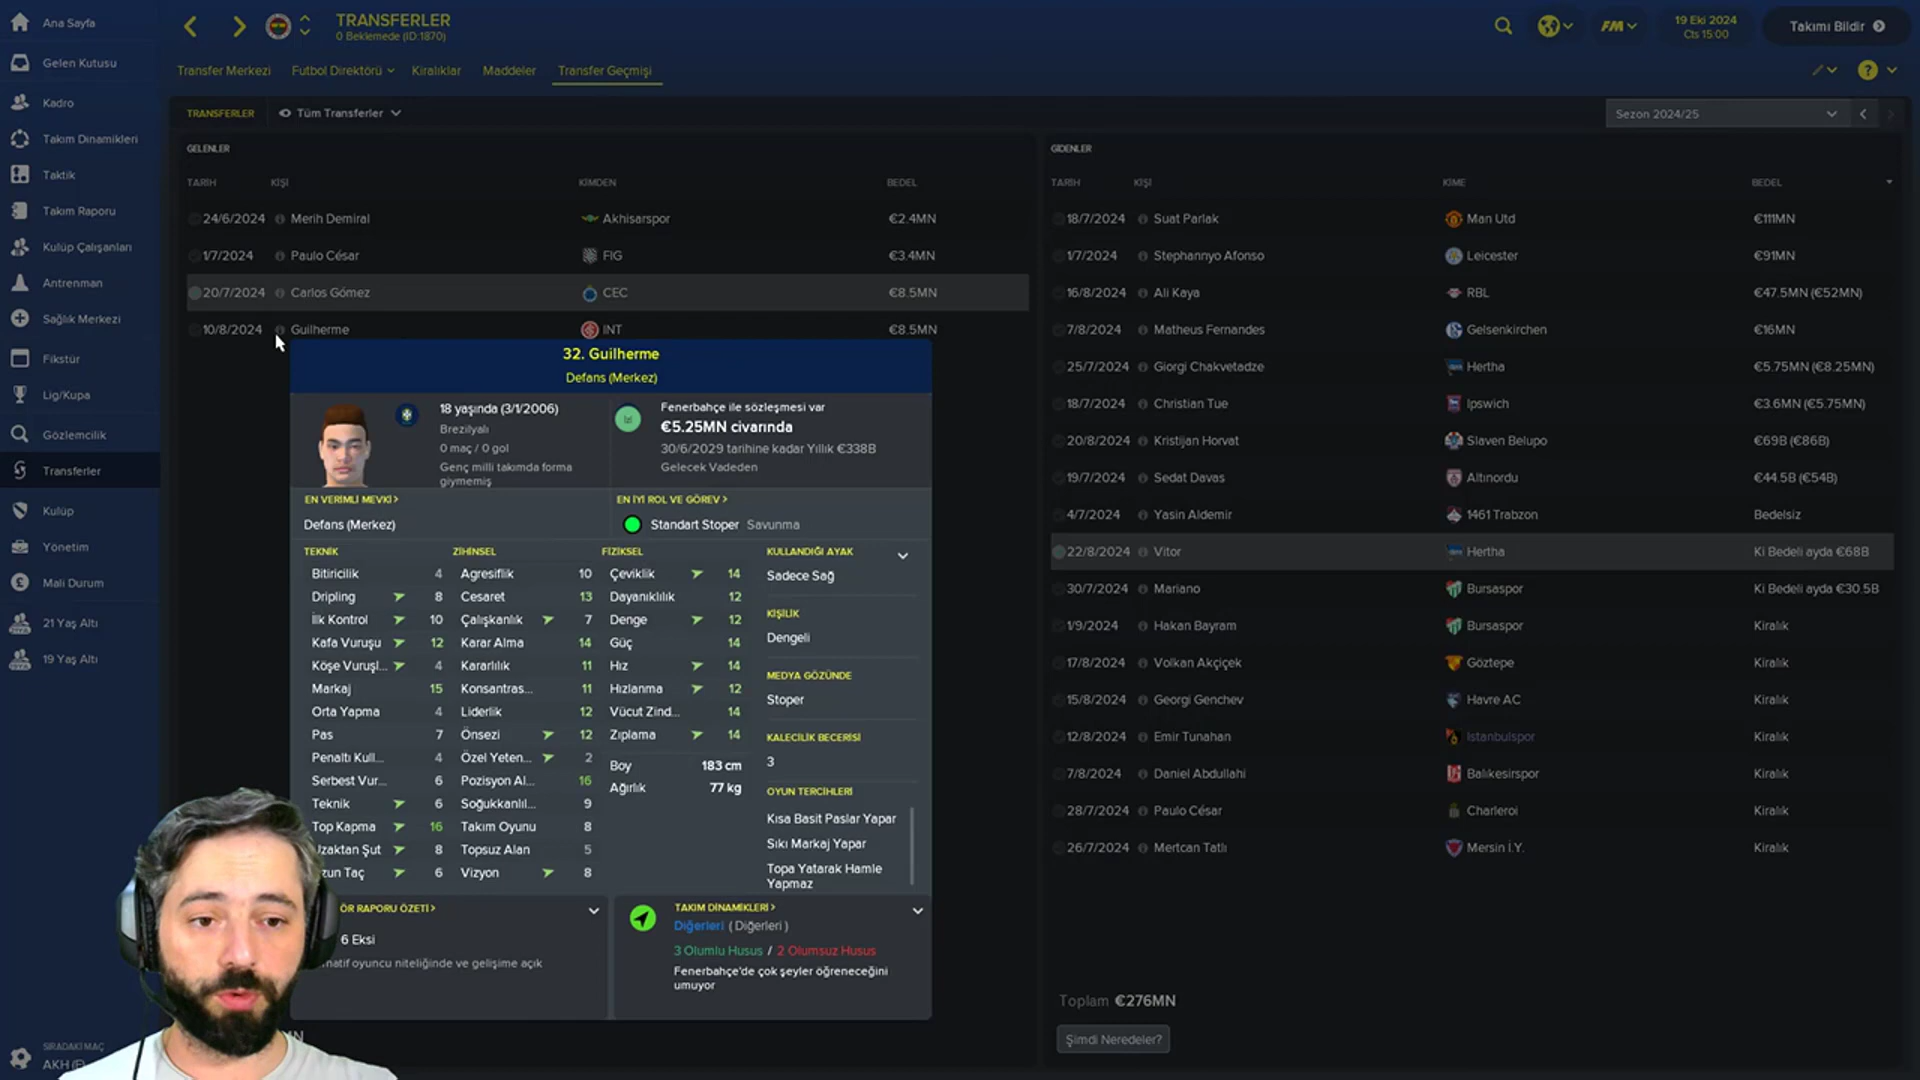 Ana Sayfa
Gelen Kutusu
Kadro
Takım Dinamikleri
Taktik
Takım Raporu
Kulüp Çalışanları
Antrenman
Sağlık Merkezi
Fikstür
Lig/Kupa
Gözlemcilik
Transferler
Kulüp
Yönetim
Mali Durum
21 Yaş Altı
19 Yaş Altı
SIRADAKİ MAÇ
AKH (E)
TRANSFERLER
0 Beklemede (ID:1870)
FM
19 Eki 2024
Cts 15:00
Takımı Bildir
Transfer Merkezi
Futbol Direktörü
Kiralıklar
Maddeler
Transfer Geçmişi
?
TRANSFERLER
Tüm Transferler
Sezon 2024/25
GELENLER
TARİH KİŞİ KİMDEN BEDEL
24/6/2024 Merih Demiral Akhisarspor €2.4MN
1/7/2024 Paulo César FIG €3.4MN
20/7/2024 Carlos Gómez CEC €8.5MN
10/8/2024 Guilherme INT €8.5MN
32. Guilherme
Defans (Merkez)
18 yaşında (3/1/2006)
Brezilyalı
0 maç / 0 gol
Genç milli takımda forma
giymemiş
Fenerbahçe ile sözleşmesi var
€5.25MN civarında
30/6/2029 tarihine kadar Yıllık €338B
Gelecek Vadeden
EN VERİMLİ MEVKİ>
Defans (Merkez)
EN İYİ ROL VE GÖREV >
Standart Stoper Savunma
TEKNİK
Bitiricilik 4
Dripling 8
İlk Kontrol 10
Kafa Vuruşu 12
Köşe Vuruşl... 4
Markaj 15
Orta Yapma 4
Pas 7
Penaltı Kull... 4
Serbest Vur... 6
Teknik 6
Top Kapma 16
Uzaktan Şut 8
zun Taç 6
ZİHİNSEL
Agresiflik 10
Cesaret 13
Çalışkanlık 7
Karar Alma 14
Kararlılık 11
Konsantras... 11
Liderlik 12
Önsezi 12
Özel Yeten... 2
Pozisyon Al... 16
Soğukkanlıl... 9
Takım Oyunu 8
Topsuz Alan 5
Vizyon 8
FİZİKSEL
Çeviklik 14
Dayanıklılık 12
Denge 12
Güç 14
Hız 14
Hızlanma 12
Vücut Zind... 14
Zıplama 14
Boy 183 cm
Ağırlık 77 kg
KULLANDIĞI AYAK
Sadece Sağ
KİŞİLİK
Dengeli
MEDYA GÖZÜNDE
Stoper
KALECİLİK BECERİSİ
3
OYUN TERCİHLERİ
Kısa Basit Paslar Yapar
Sıkı Markaj Yapar
Topa Yatarak Hamle
Yapmaz
ÖR RAPORU ÖZETİ>
6 Eksi
rnatif oyuncu niteliğinde ve gelişime açık
TAKIM DİNAMİKLERİ >
Diğerleri ( Diğerleri )
3 Olumlu Husus / 2 Olumsuz Husus
Fenerbahçe'de çok şeyler öğreneceğini
umuyor
GİDENLER
TARİH KİŞİ KİME BEDEL
18/7/2024 Suat Parlak Man Utd €111MN
1/7/2024 Stephannyo Afonso Leicester €91MN
16/8/2024 Ali Kaya RBL €47.5MN (€52MN)
7/8/2024 Matheus Fernandes Gelsenkirchen €16MN
25/7/2024 Giorgi Chakvetadze Hertha €5.75MN (€8.25MN)
18/7/2024 Christian Tue Ipswich €3.6MN (€5.75MN)
20/8/2024 Kristijan Horvat Slaven Belupo €69B (€86B)
19/7/2024 Sedat Davas Altınordu €44.5B (€54B)
4/7/2024 Yasin Aldemir 1461 Trabzon Bedelsiz
22/8/2024 Vitor Hertha Ki Bedeli ayda €68B
30/7/2024 Mariano Bursaspor Ki Bedeli ayda €30.5B
1/9/2024 Hakan Bayram Bursaspor Kiralık
17/8/2024 Volkan Akçiçek Göztepe Kiralık
15/8/2024 Georgi Genchev Havre AC Kiralık
12/8/2024 Emir Tunahan İstanbulspor Kiralık
7/8/2024 Daniel Abdullahi Balıkesirspor Kiralık
28/7/2024 Paulo César Charleroi Kiralık
26/7/2024 Mertcan Tatlı Mersin İ.Y. Kiralık
Toplam €276MN
Şimdi Neredeler?